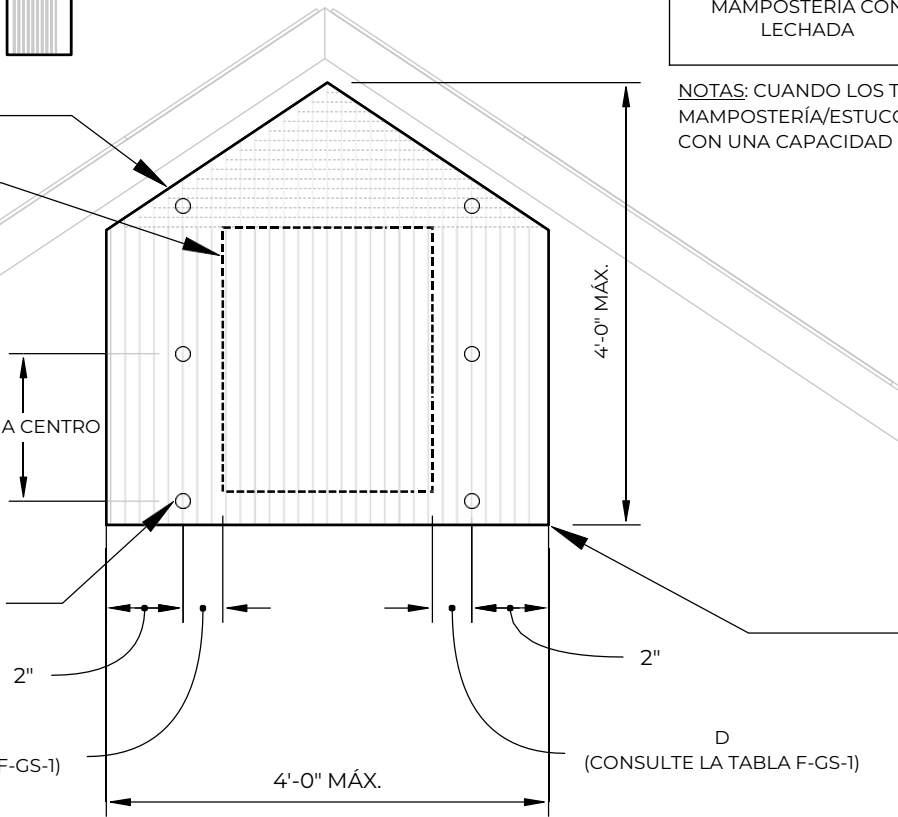 MAMPOSTERÍA CON
LECHADA
NOTAS: CUANDO LOS T
MAMPOSTERÍA/ESTUCC
CON UNA CAPACIDAD
4'-0" MÁX.
A CENTRO
2"
2"
D
F-GS-1)
(CONSULTE LA TABLA F-GS-1)
4'-0" MÁX.